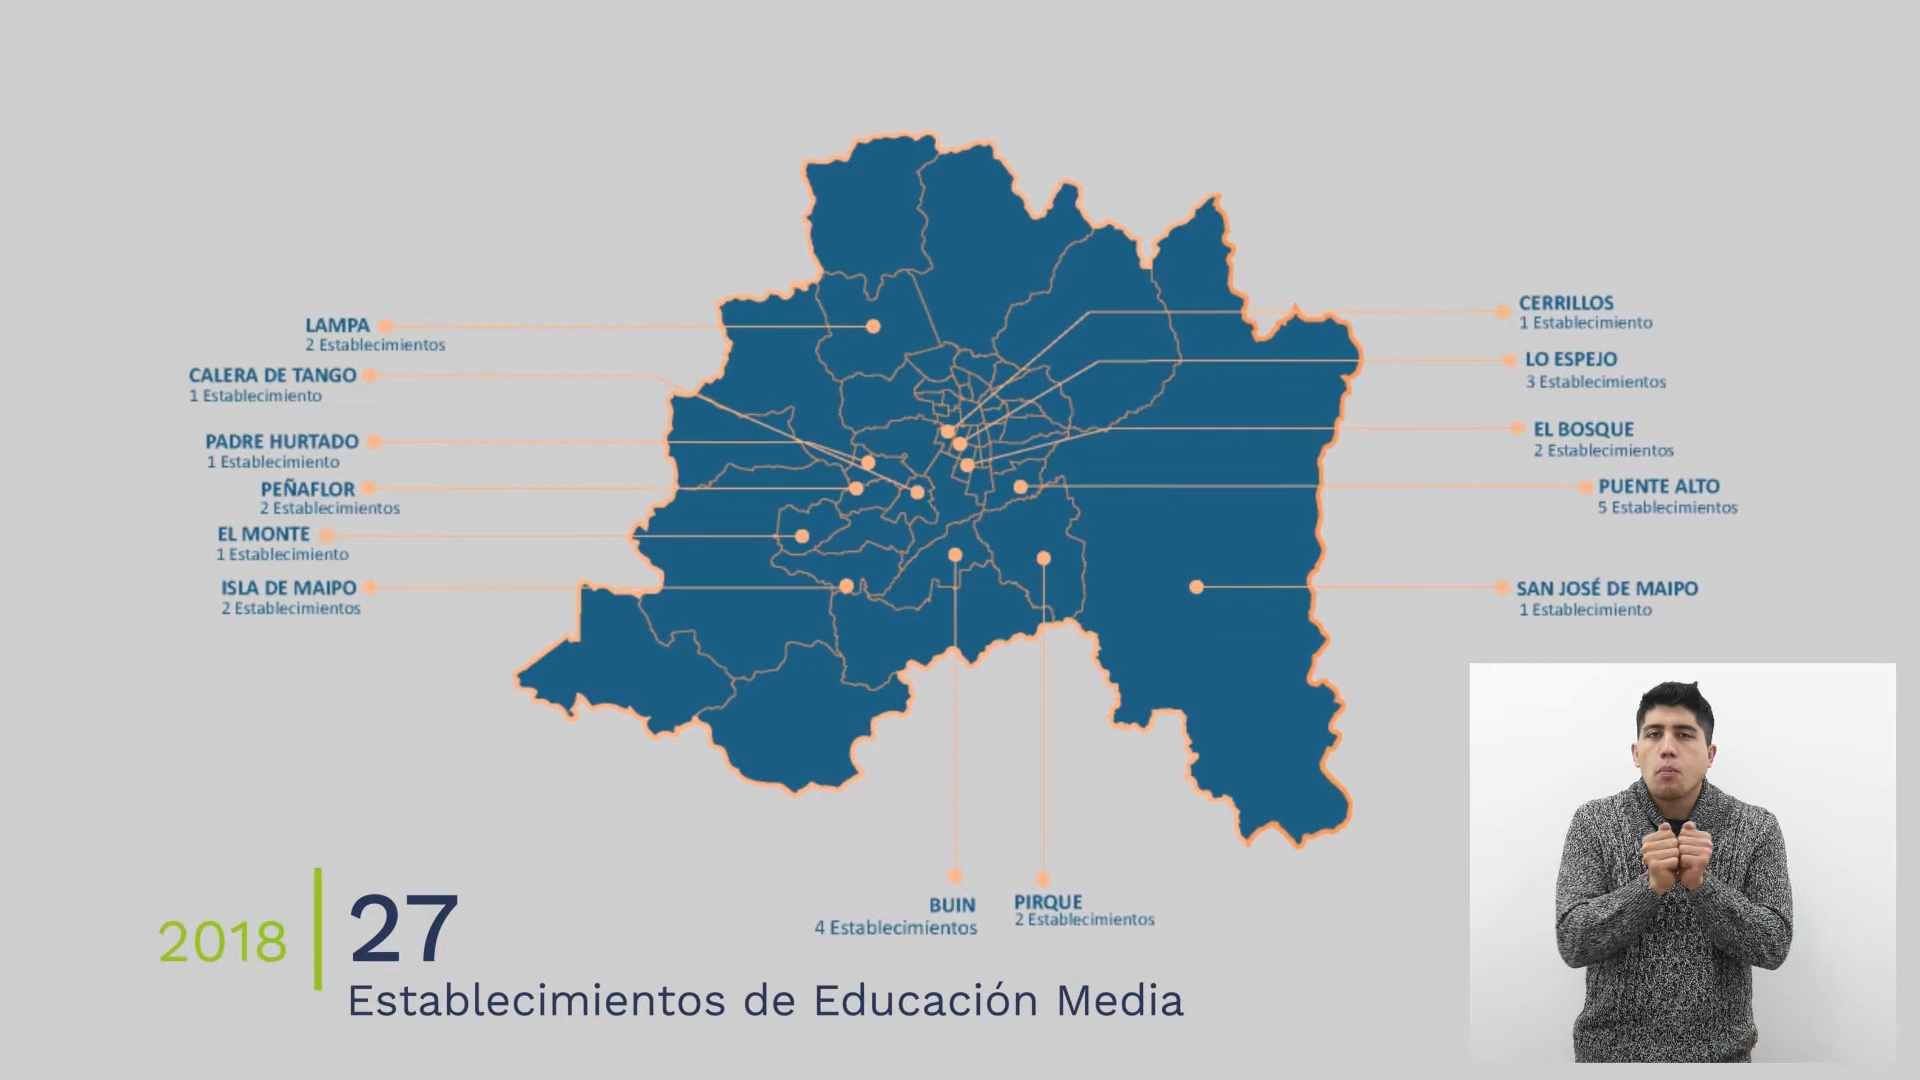 LAMPA
2 Establecimientos
CALERA DE TANGO
1 Establecimiento
PADRE HURTADO
1 Establecimiento
PEÑAFLOR
2 Establecimientos
EL MONTE
1 Establecimiento
ISLA DE MAIPO
2 Establecimientos
CERRILLOS
1 Establecimiento
LO ESPEJO
3 Establecimientos
EL BOSQUE
2 Establecimientos
PUENTE ALTO
5 Establecimientos
SAN JOSÉ DE MAIPO
1 Establecimiento
BUIN
4 Establecimientos
PIRQUE
2 Establecimientos
2018
27
Establecimientos de Educación Media